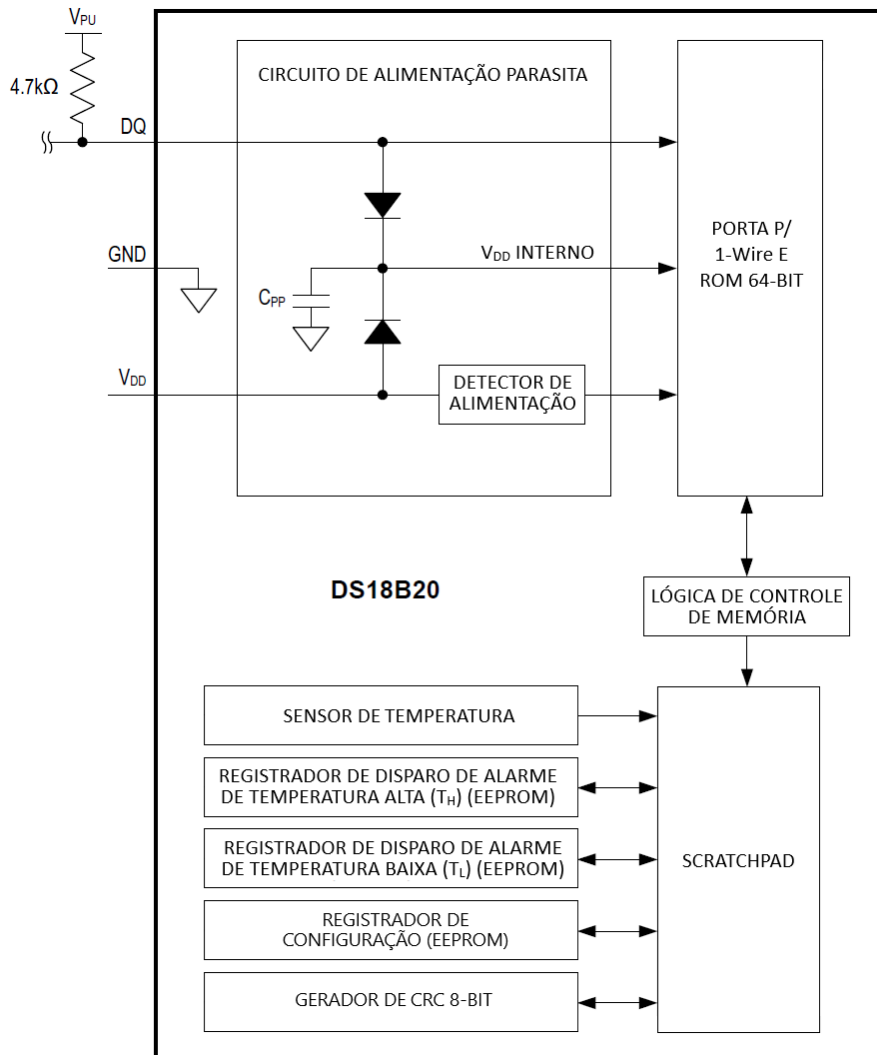 VPU
4.7kΩ
DQ
GND
VDD
CIRCUITO DE ALIMENTAÇÃO PARASITA
VDD INTERNO
CPP
DETECTOR DE
ALIMENTAÇÃO
PORTA P/
1-Wire E
ROM 64-BIT
DS18B20
LÓGICA DE CONTROLE
DE MEMÓRIA
SENSOR DE TEMPERATURA
REGISTRADOR DE DISPARO DE ALARME
DE TEMPERATURA ALTA (TH) (EEPROM)
REGISTRADOR DE DISPARO DE ALARME
DE TEMPERATURA BAIXA (TL) (EEPROM)
REGISTRADOR DE
CONFIGURAÇÃO (EEPROM)
GERADOR DE CRC 8-BIT
SCRATCHPAD